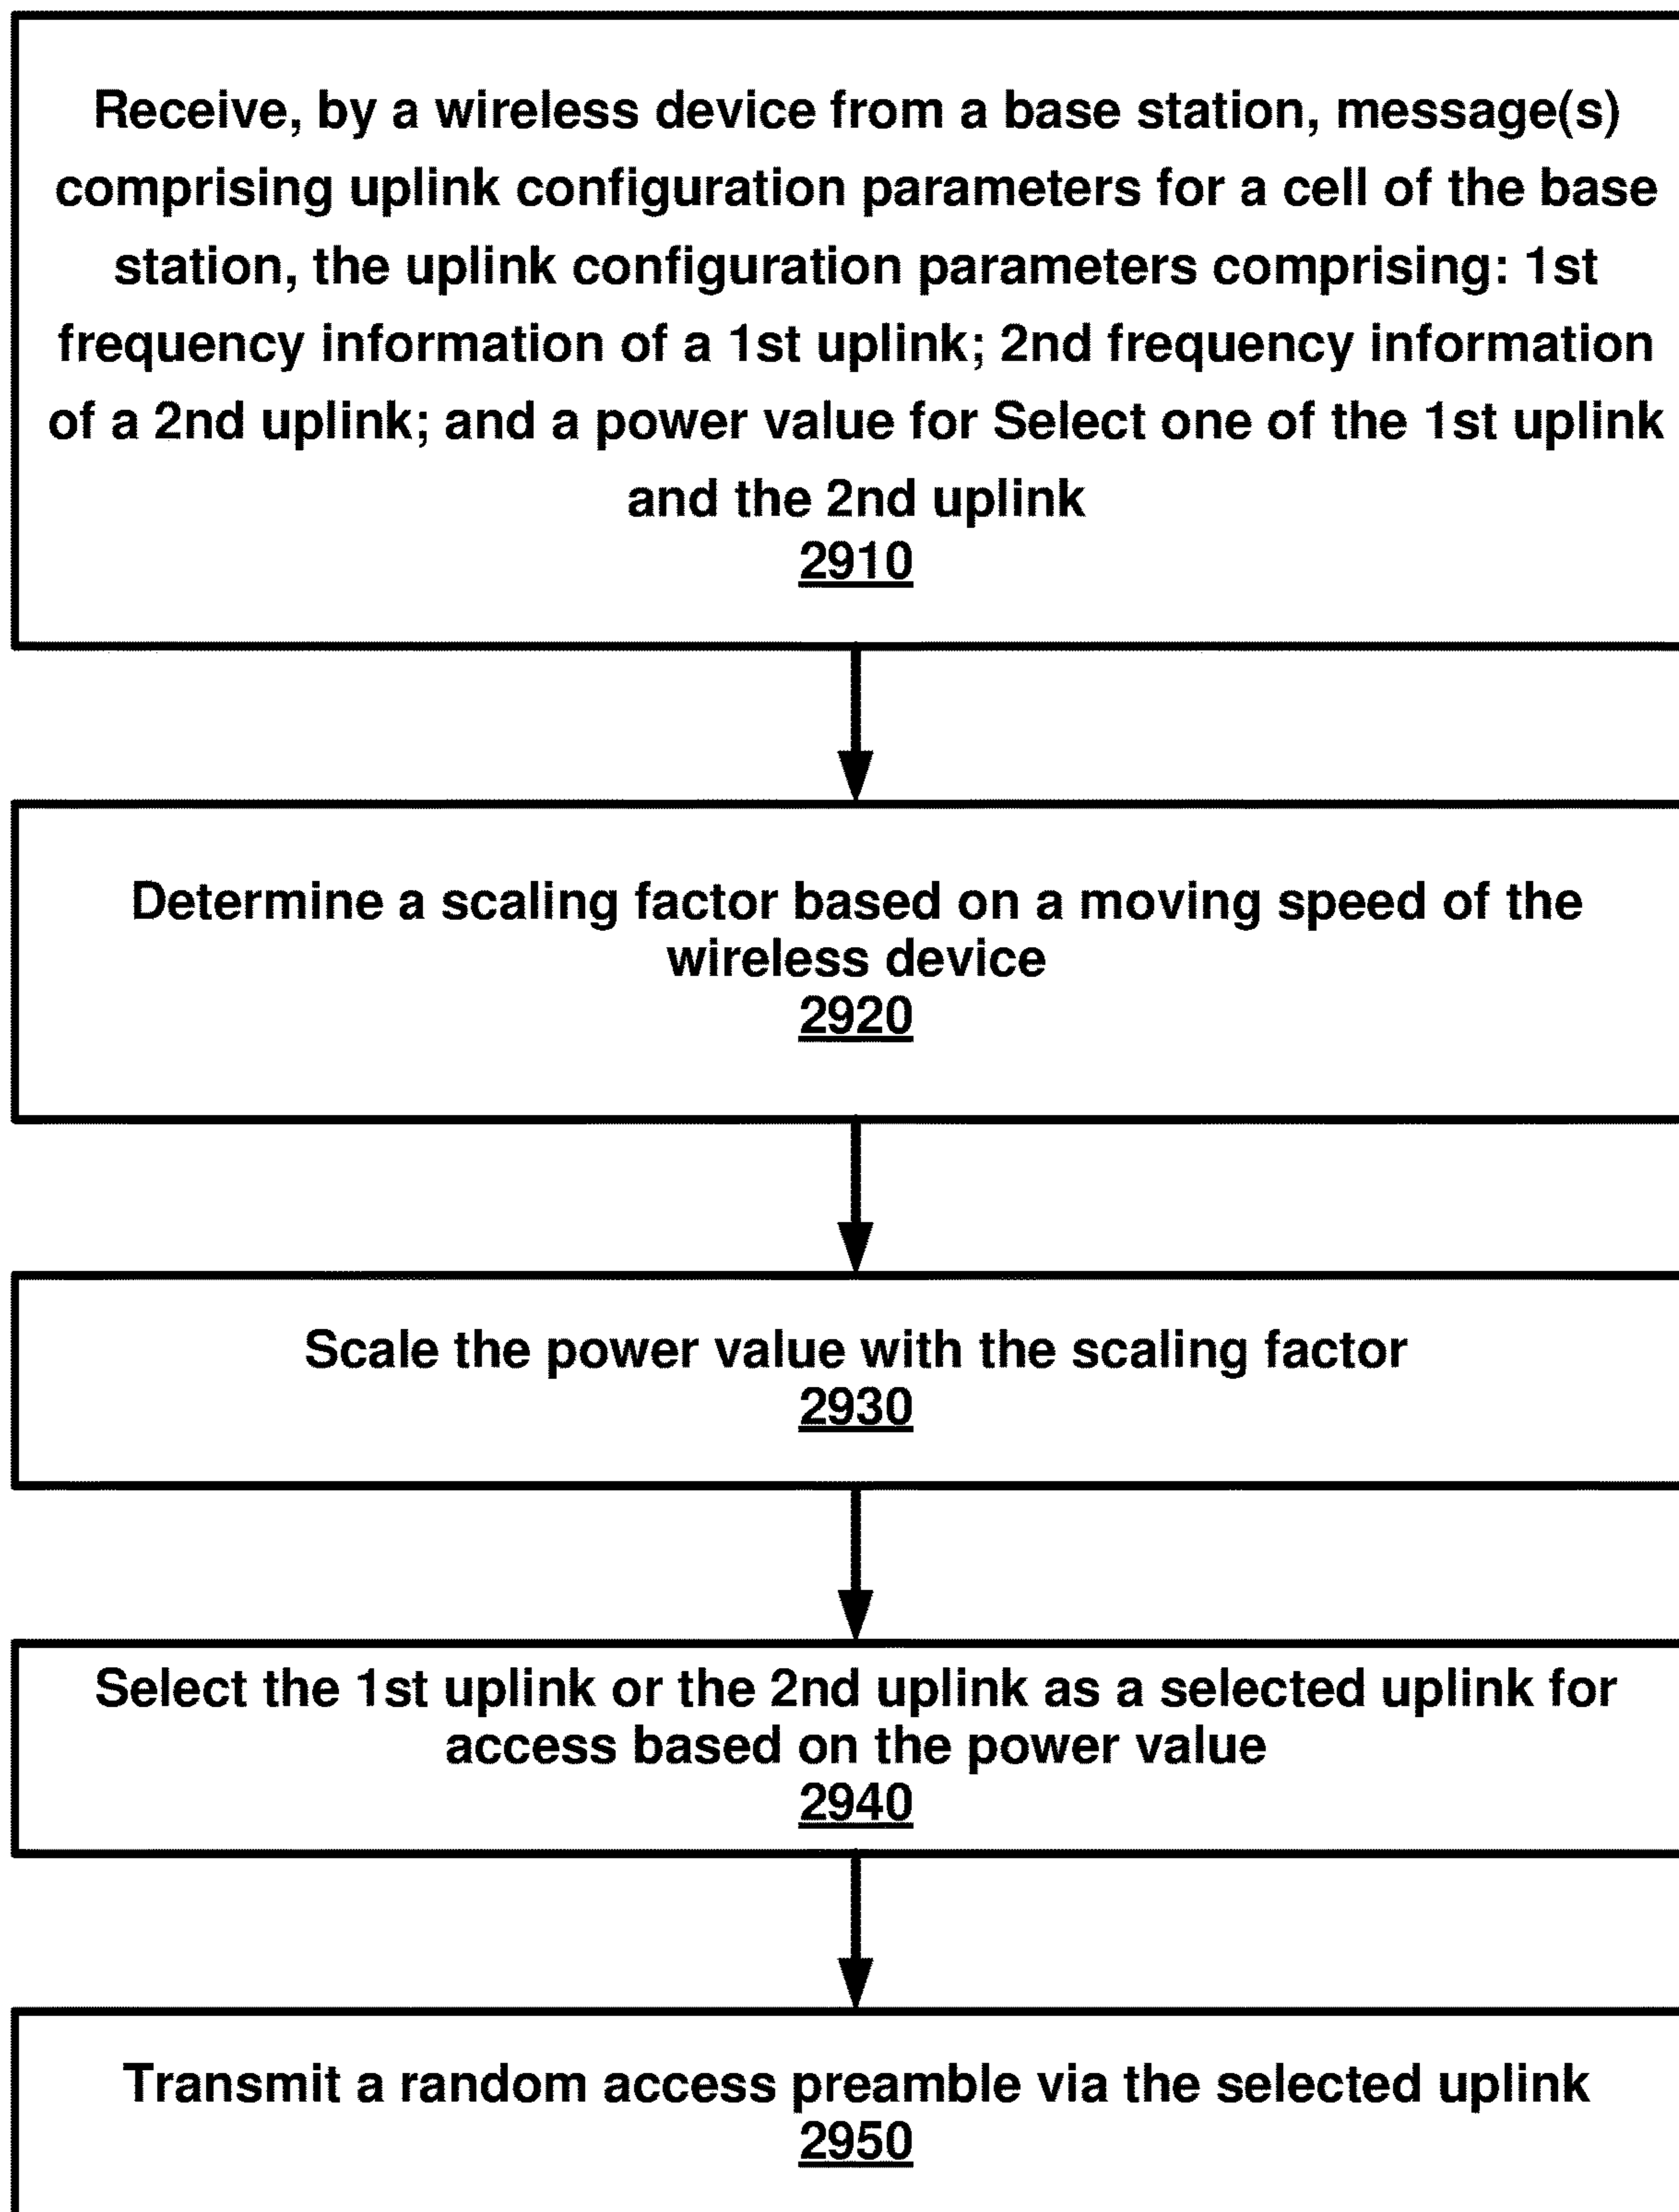 Receive, by a wireless device from a base station, message(s)
comprising uplink configuration parameters for a cell of the base
station, the uplink configuration parameters comprising: 1st
frequency information of a 1st uplink; 2nd frequency information
of a 2nd uplink; and a power value for Select one of the 1st uplink
and the 2nd uplink
2910
Determine a scaling factor based on a moving speed of the
wireless device
2920
Scale the power value with the scaling factor
2930
Select the 1st uplink or the 2nd uplink as a selected uplink for
access based on the power value
2940
Transmit a random access preamble via the selected uplink
2950